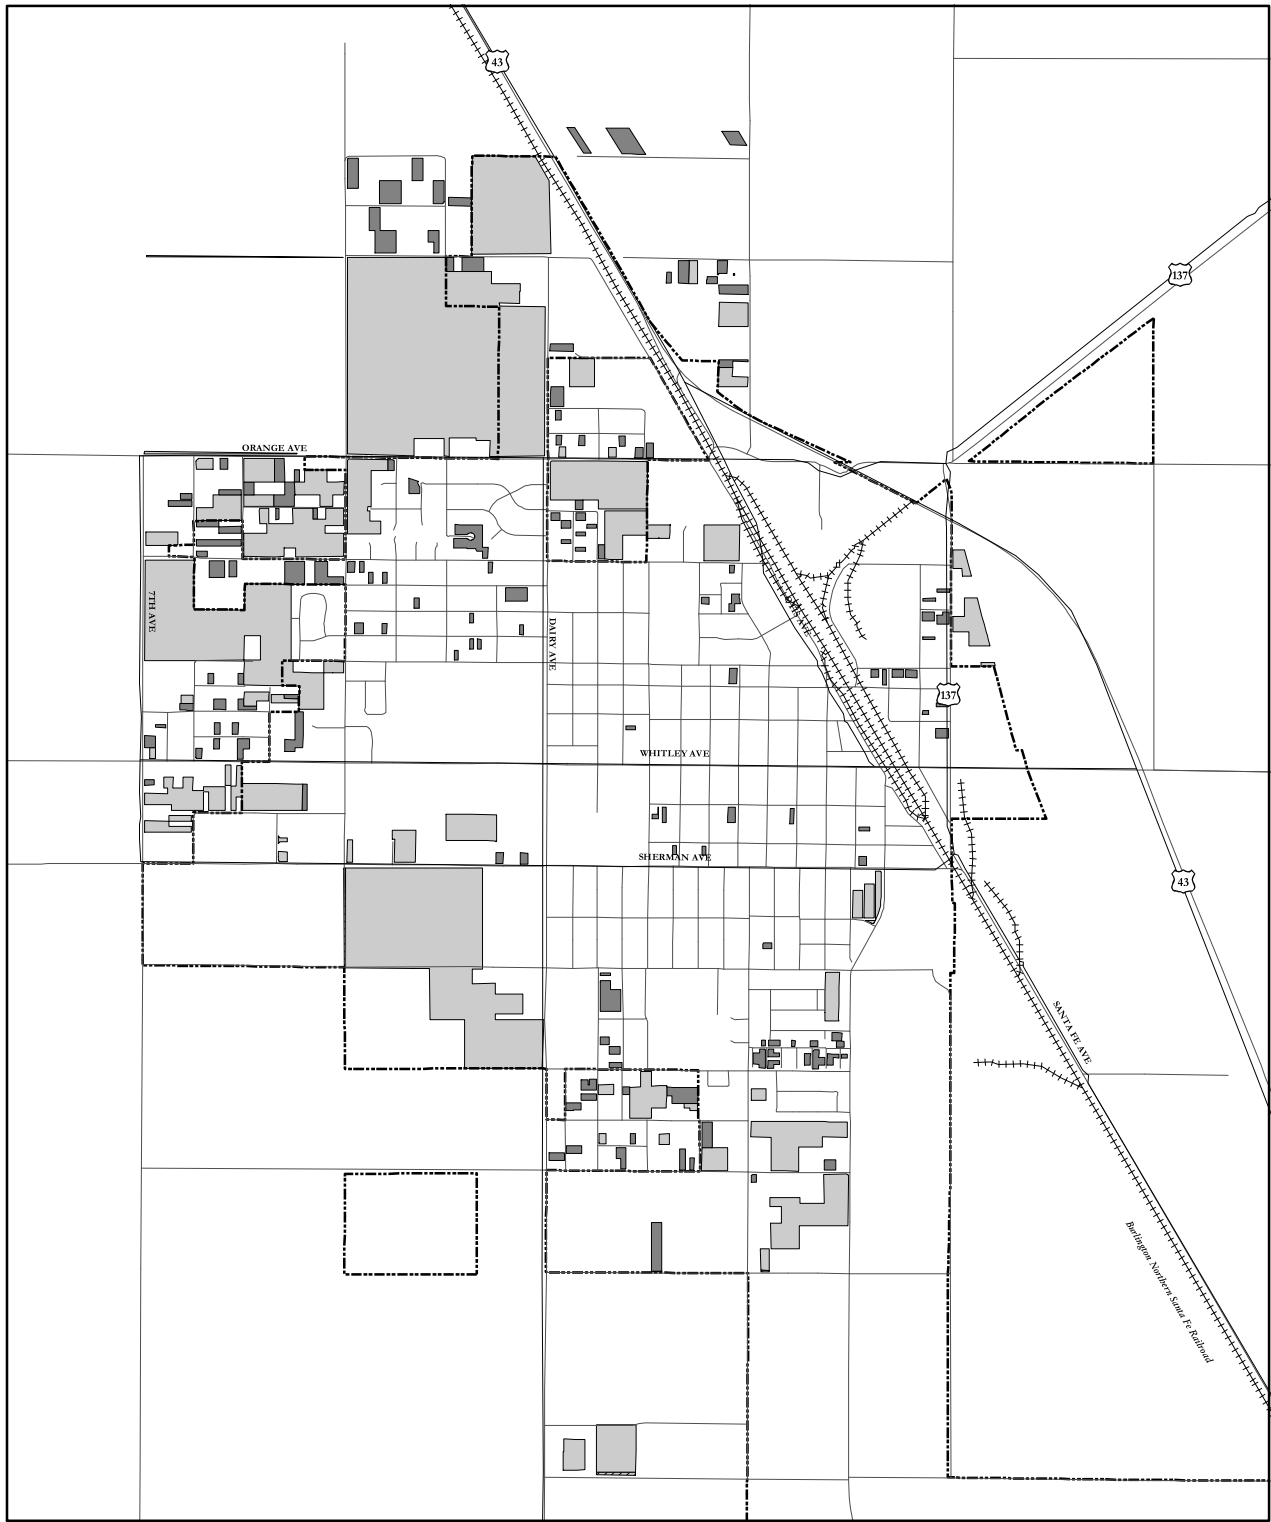 43
137
ORANGE AVE
7TH AVE
DAIRY AVE
137
WHITLEY AVE
SHERMAN AVE
43
SANTA FE AVE
Burlington Northern Santa Fe Railroad